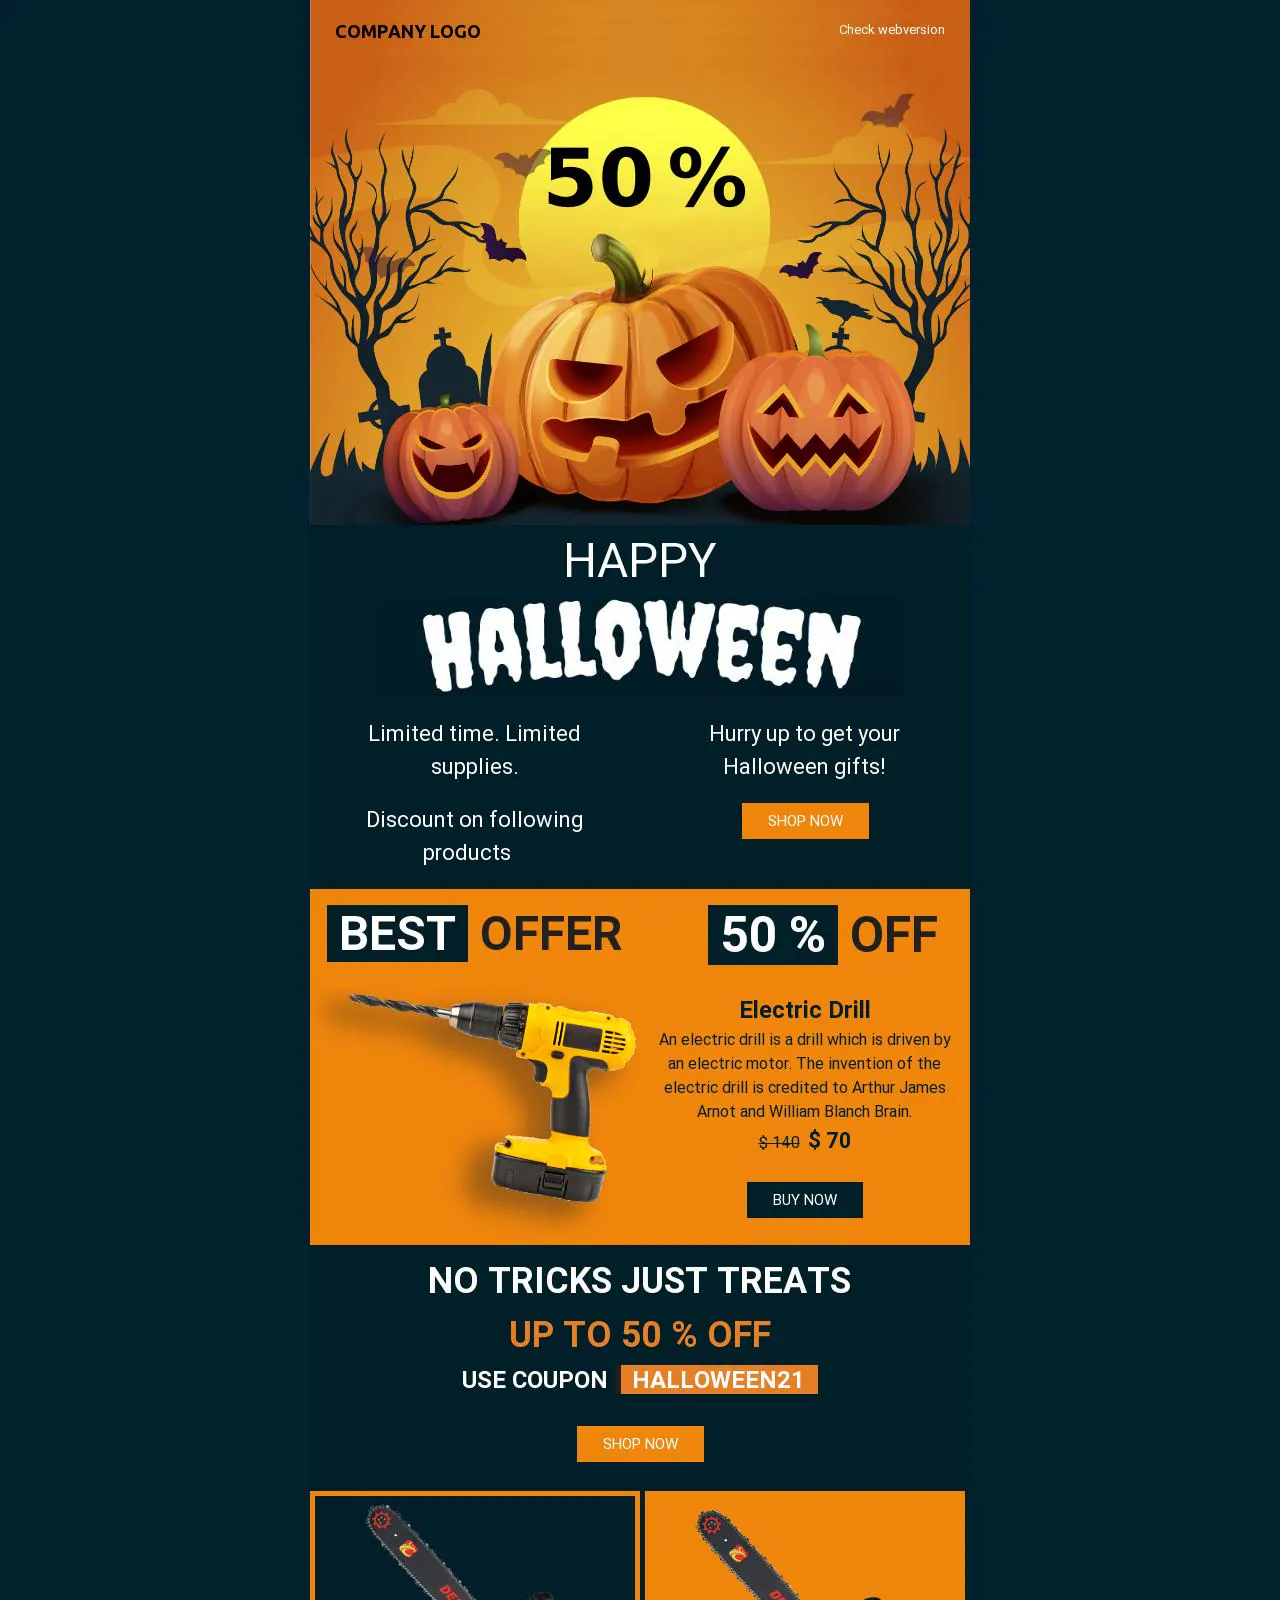 COMPANY LOGO
Check webversion
50 %
HAPPY
HALLOWEEN
Limited time. Limited
supplies.
Discount on following
products
Hurry up to get your
Halloween gifts!
SHOP NOW
BEST OFFER
50 % OFF
Electric Drill
An electric drill is a drill which is driven by
an electric motor. The invention of the
electric drill is credited to Arthur James
Arnot and William Blanch Brain.
$ 140 $ 70
BUY NOW
NO TRICKS JUST TREATS
UP TO 50 % OFF
USE COUPON HALLOWEEN21
SHOP NOW